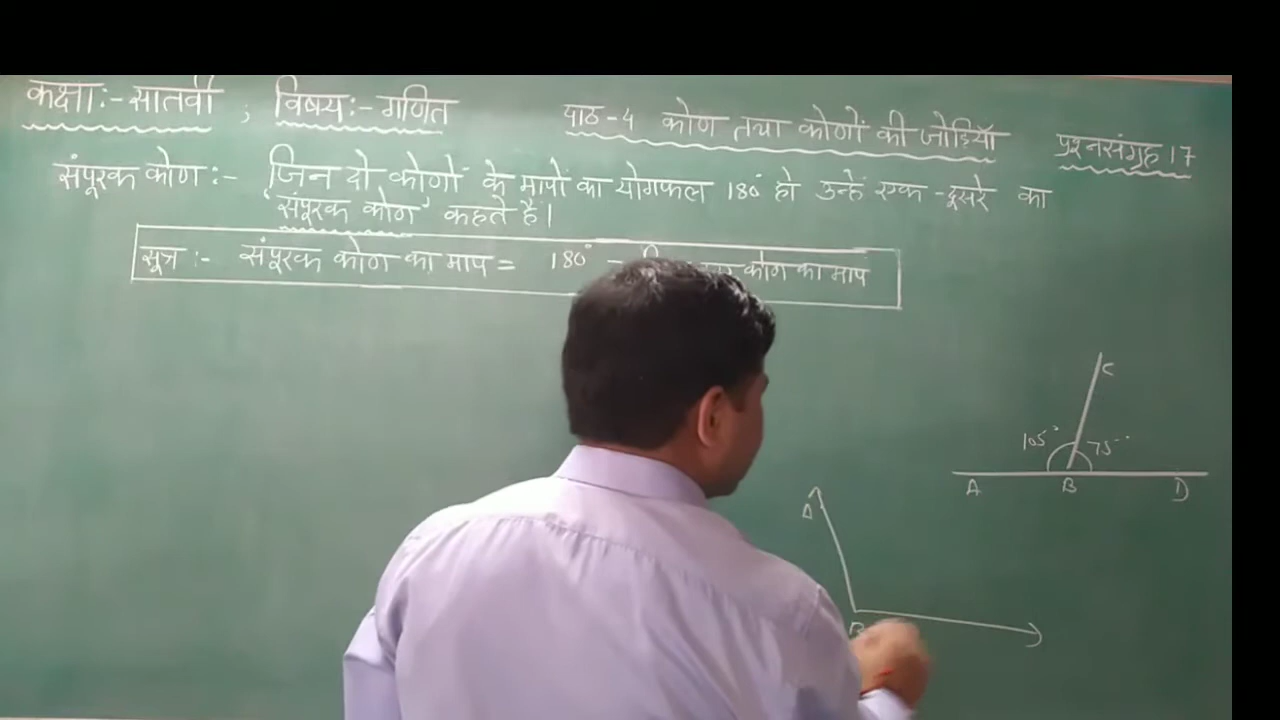 कक्षाः- सातवीं ; विषयः- गणित पाठ-4 कोण तथा कोणों की जोड़ियाँ प्रश्नसंग्रह 17
संपूरक कोण :- जिन दो कोणों के मापों का योगफल 180° हो उन्हें एक-दूसरे का
'संपूरक कोण' कहते है।
सूत्र :- संपूरक कोण का माप = 180° - कोण का माप
C
105° 75°
A B D
A
B